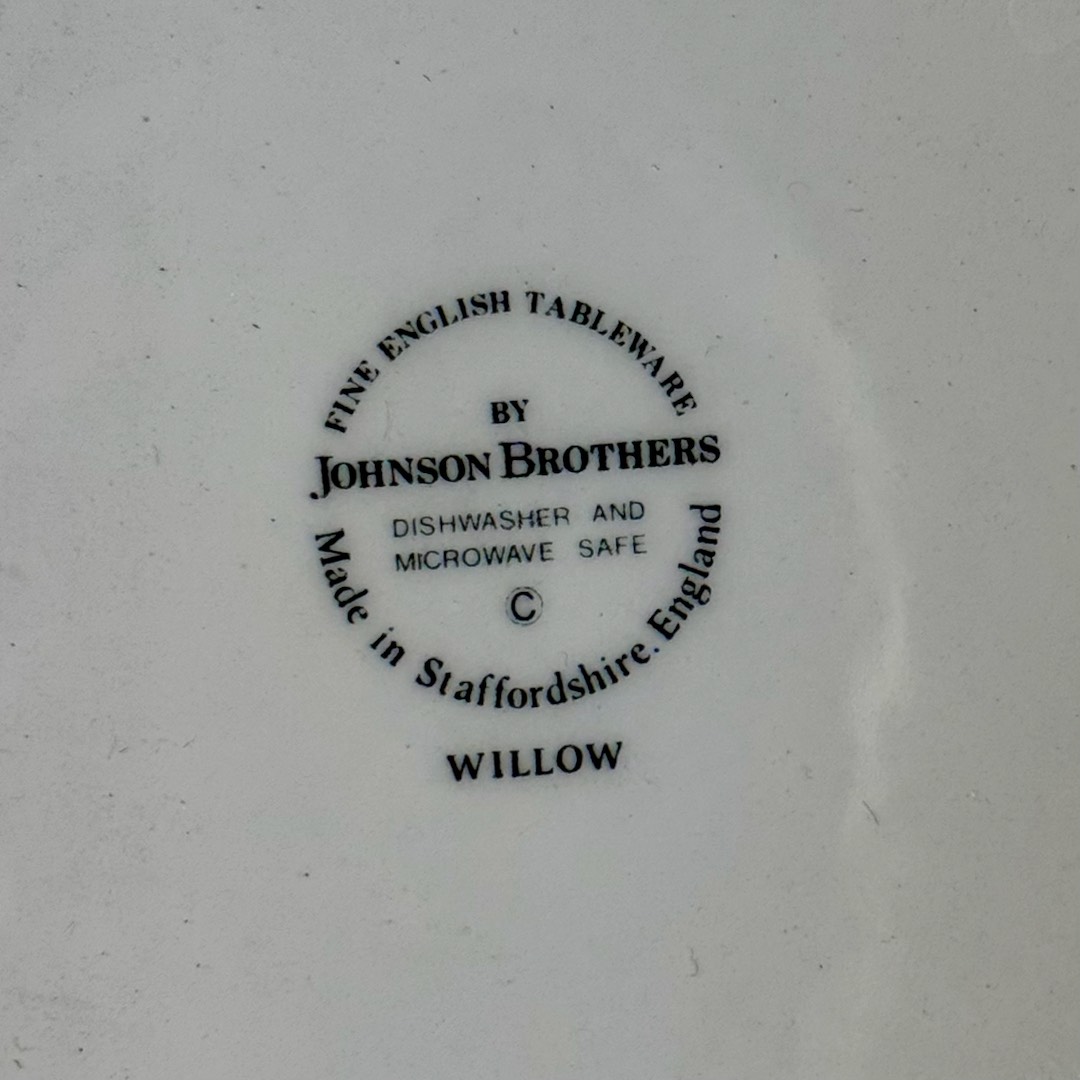 FINE ENGLISH TABLEWARE
BY
JOHNSON BROTHERS
DISHWASHER AND
MICROWAVE SAFE
©
Made in Staffordshire. England
WILLOW